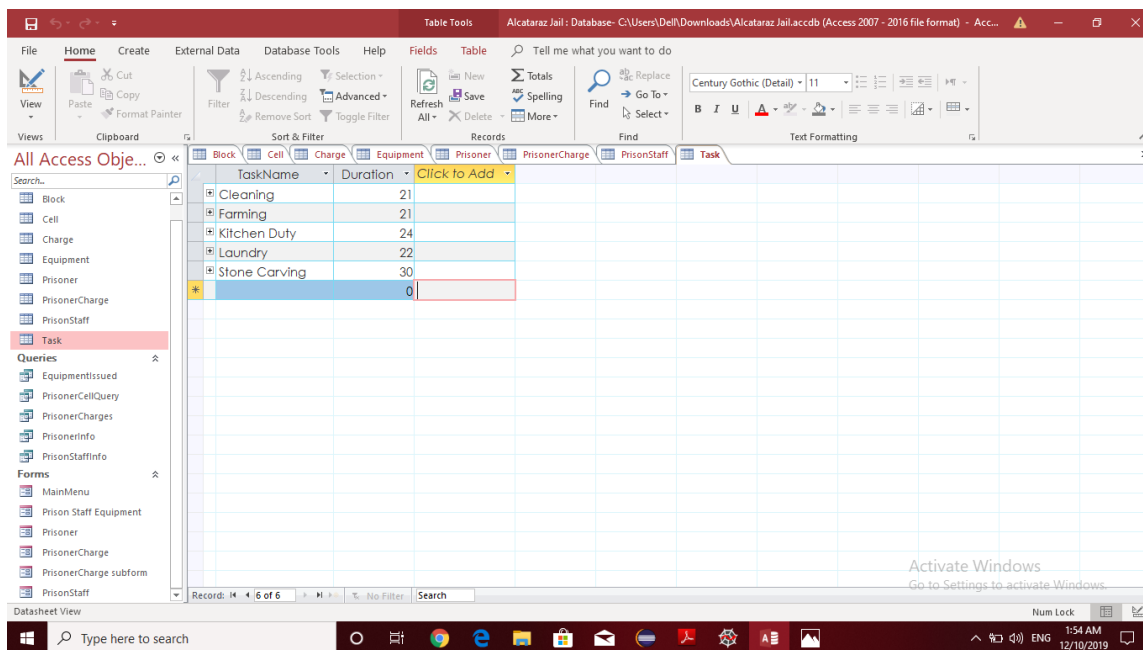 Table Tools Alcataraz Jail : Database- C:\Users\Dell\Downloads\Alcataraz Jail.accdb (Access 2007 - 2016 file format) - Acc...
File Home Create External Data Database Tools Help Fields Table Tell me what you want to do
View
Paste
Cut
Copy
Format Painter
Filter
Ascending
Descending
Remove Sort
Selection
Advanced
Toggle Filter
Refresh All
New
Save
Delete
Totals
Spelling
More
Find
Replace
Go To
Select
Century Gothic (Detail) 11
B I U A
Views Clipboard Sort & Filter Records Find Text Formatting
All Access Obje...
Search..
Block
Cell
Charge
Equipment
Prisoner
PrisonerCharge
PrisonStaff
Task
Queries
EquipmentIssued
PrisonerCellQuery
PrisonerCharges
PrisonerInfo
PrisonStaffInfo
Forms
MainMenu
Prison Staff Equipment
Prisoner
PrisonerCharge
PrisonerCharge subform
PrisonStaff
Block Cell Charge Equipment Prisoner PrisonerCharge PrisonStaff Task
TaskName Duration Click to Add
Cleaning 21
Farming 21
Kitchen Duty 24
Laundry 22
Stone Carving 30
0
Activate Windows
Go to Settings to activate Windows.
Record: 6 of 6 No Filter Search
Datasheet View Num Lock
Type here to search ENG 1:54 AM
12/10/2019